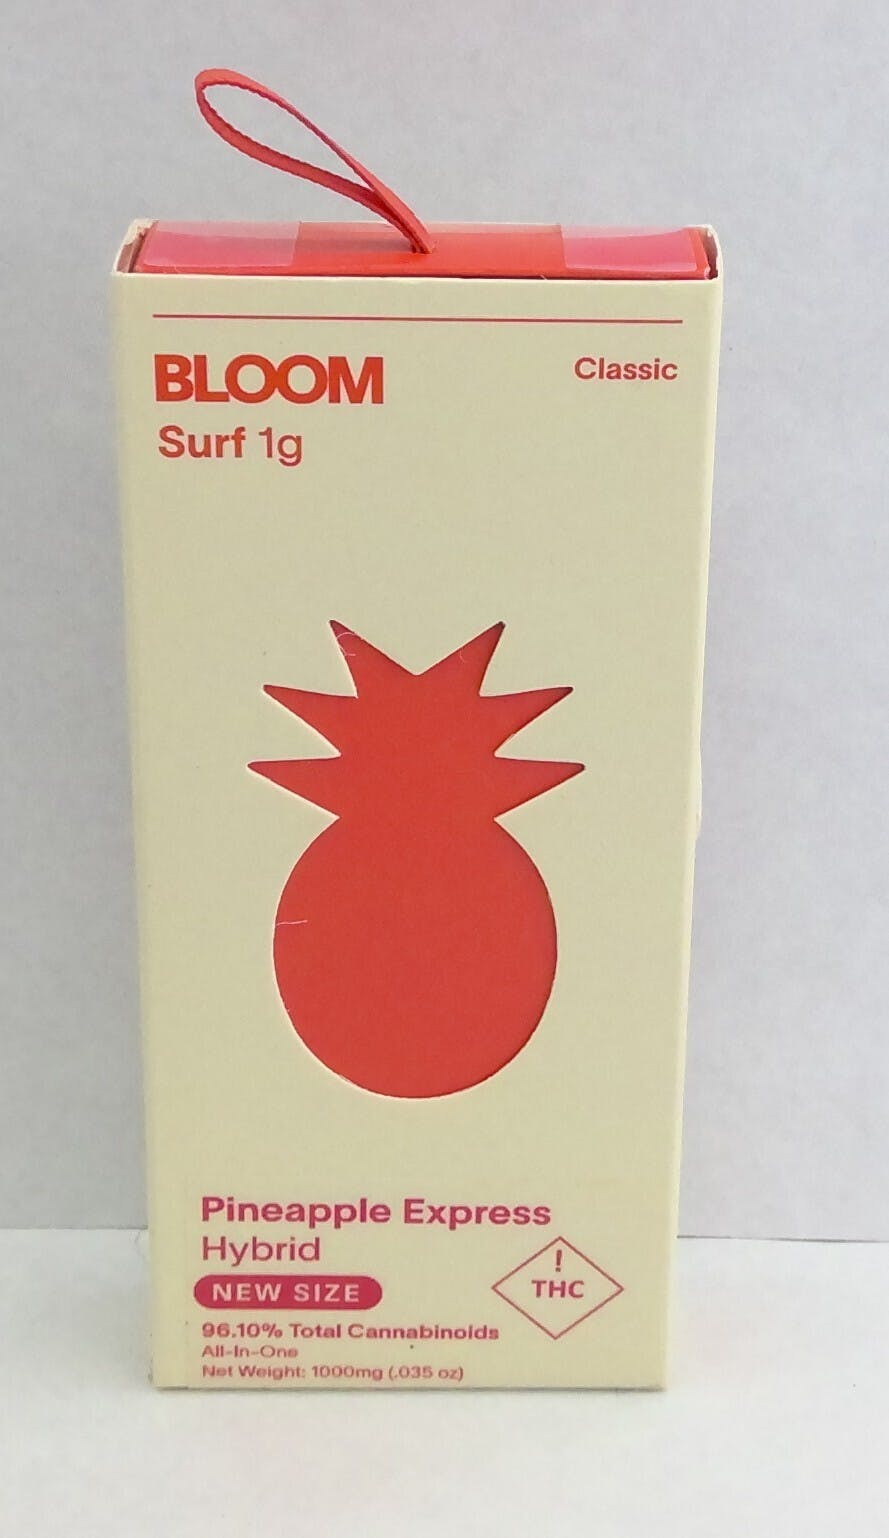 BLOOM
Classic
Surf 1g
Pineapple Express
Hybrid
NEW SIZE
!
THC
96.10% Total Cannabinoids
All-In-One
Net Weight: 1000mg (.035 oz)